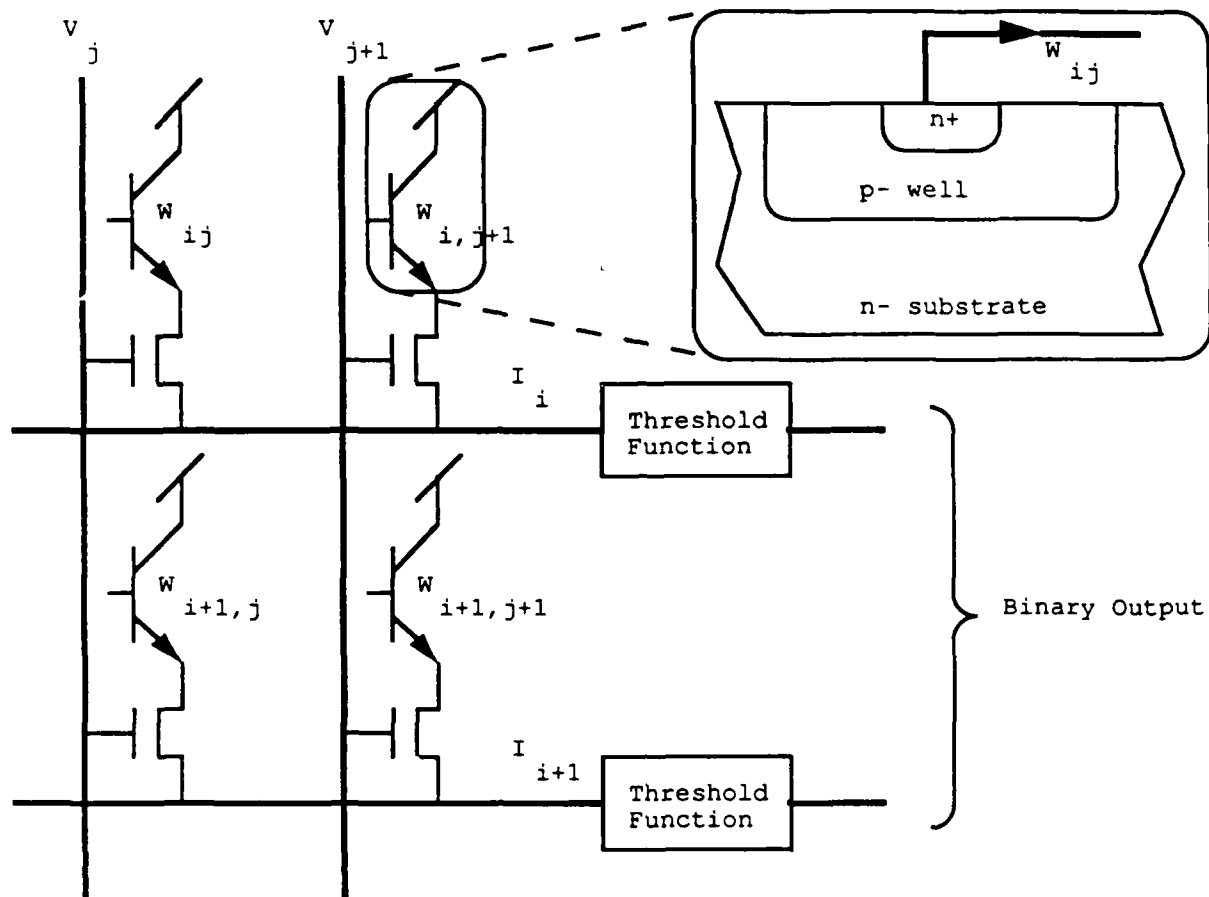 V
j
V
j+1
W
ij
n+
p- well
n- substrate
W
ij
W
i,j+1
I
i
Threshold
Function
W
i+1,j
W
i+1,j+1
Binary Output
I
i+1
Threshold
Function